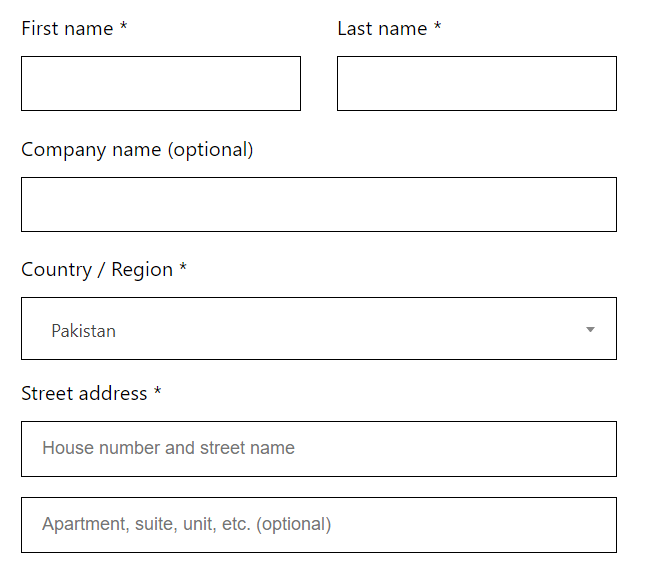 First name *
Last name *
Company name (optional)
Country / Region *
Pakistan
Street address *
House number and street name
Apartment, suite, unit, etc. (optional)